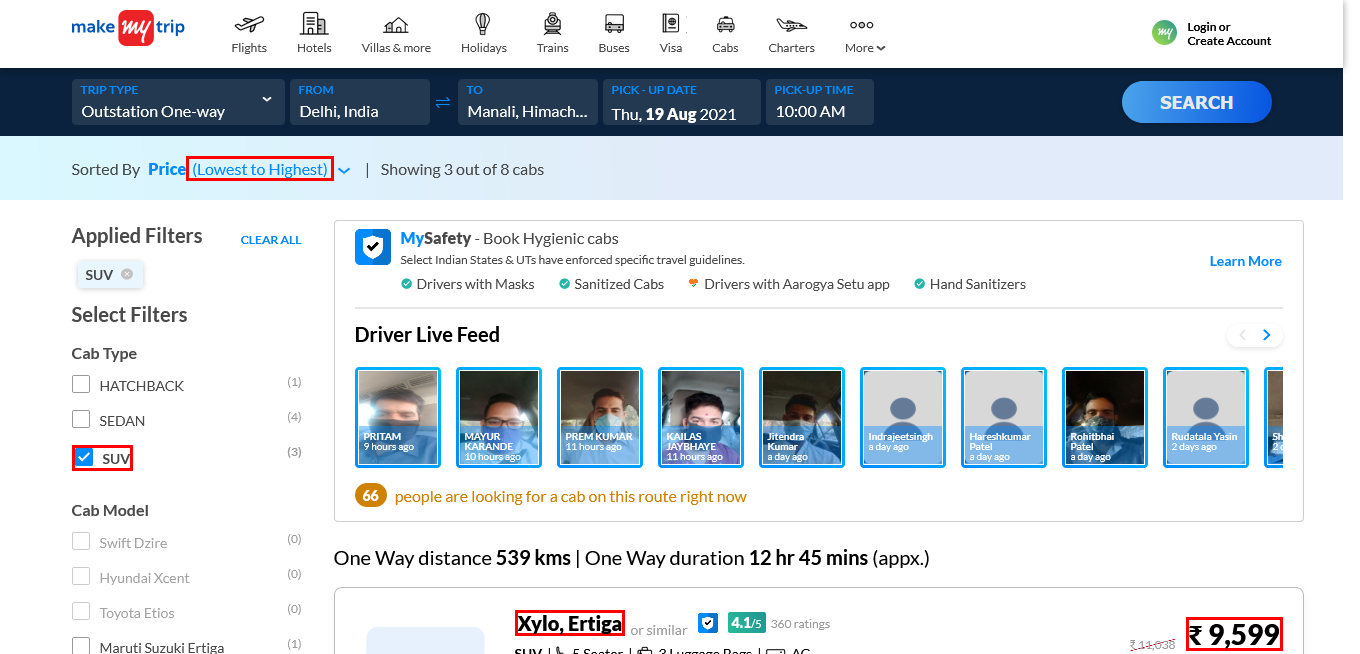 make my trip
Flights
Hotels
Villas & more
Holidays
Trains
Buses
Visa
Cabs
Charters
More
my
Login or
Create Account
TRIP TYPE
Outstation One-way
FROM
Delhi, India
TO
Manali, Himach...
PICK - UP DATE
Thu, 19 Aug 2021
PICK-UP TIME
10:00 AM
SEARCH
Sorted By Price (Lowest to Highest) | Showing 3 out of 8 cabs
Applied Filters
CLEAR ALL
SUV
Select Filters
Cab Type
HATCHBACK (1)
SEDAN (4)
SUV (3)
Cab Model
Swift Dzire (0)
Hyundai Xcent (0)
Toyota Etios (0)
Maruti Suzuki Ertiga (1)
MySafety - Book Hygienic cabs
Select Indian States & UTs have enforced specific travel guidelines.
Learn More
Drivers with Masks
Sanitized Cabs
Drivers with Aarogya Setu app
Hand Sanitizers
Driver Live Feed
PRITAM
9 hours ago
MAYUR
KARANDE
10 hours ago
PREM KUMAR
11 hours ago
KAILAS
JAYBHAYE
11 hours ago
Jitendra
Kumar
a day ago
Indrajeetsingh
a day ago
Hareshkumar
Patel
a day ago
Rohitbhai
Patel
a day ago
Rudatala Yasin
2 days ago
Sh
66 people are looking for a cab on this route right now
One Way distance 539 kms | One Way duration 12 hr 45 mins (appx.)
Xylo, Ertiga or similar 4.1/5 360 ratings
₹ 11,038 ₹ 9,599
SUV | 5 Seater | 3 Luggage Bags | AC